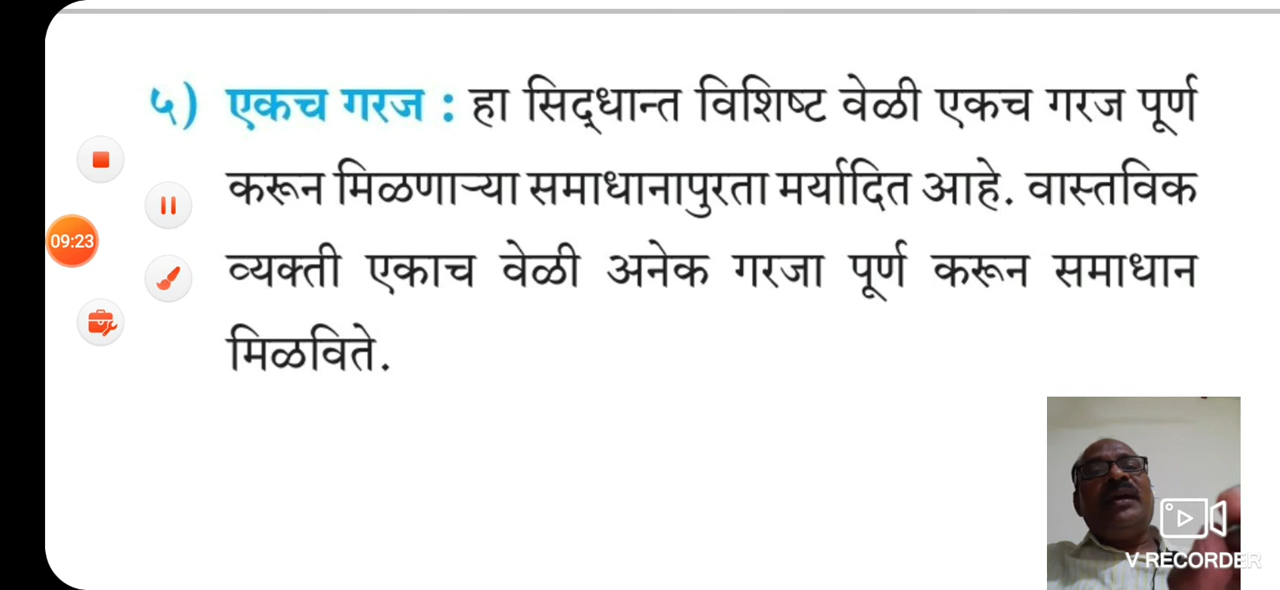 ५) एकच गरज : हा सिद्धान्त विशिष्ट वेळी एकच गरज पूर्ण
करून मिळणाऱ्या समाधानापुरता मर्यादित आहे. वास्तविक
व्यक्ती एकाच वेळी अनेक गरजा पूर्ण करून समाधान
मिळविते.
09:23
V RECORDER